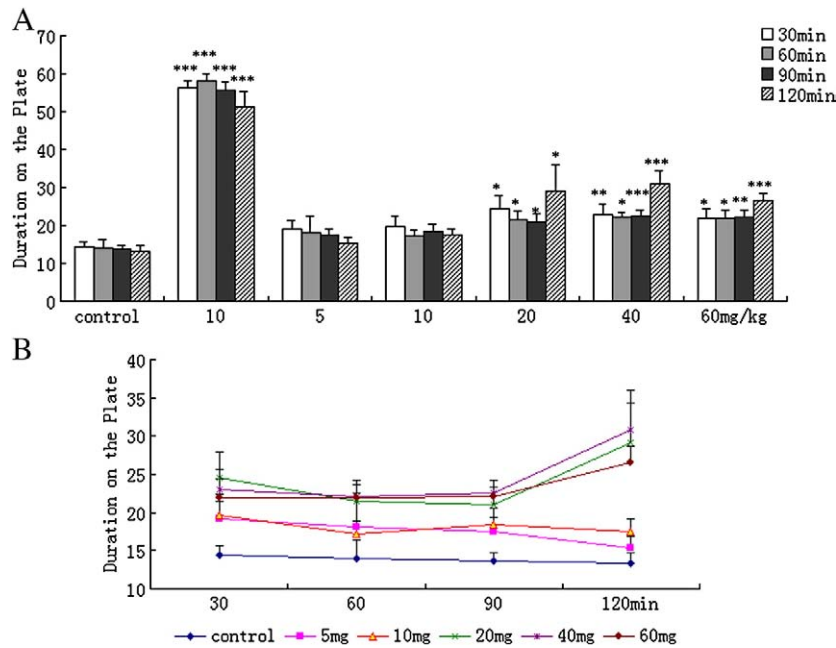 A
Duration on the Plate
70
60
50
40
30
20
10
0
*** *** *** ***
* * * *
** * *** ***
* * ** ***
30min
60min
90min
120min
control 10 5 10 20 40 60mg/kg
B
Duration on the Plate
40
35
30
25
20
15
10
30 60 90 120min
control 5mg 10mg 20mg 40mg 60mg